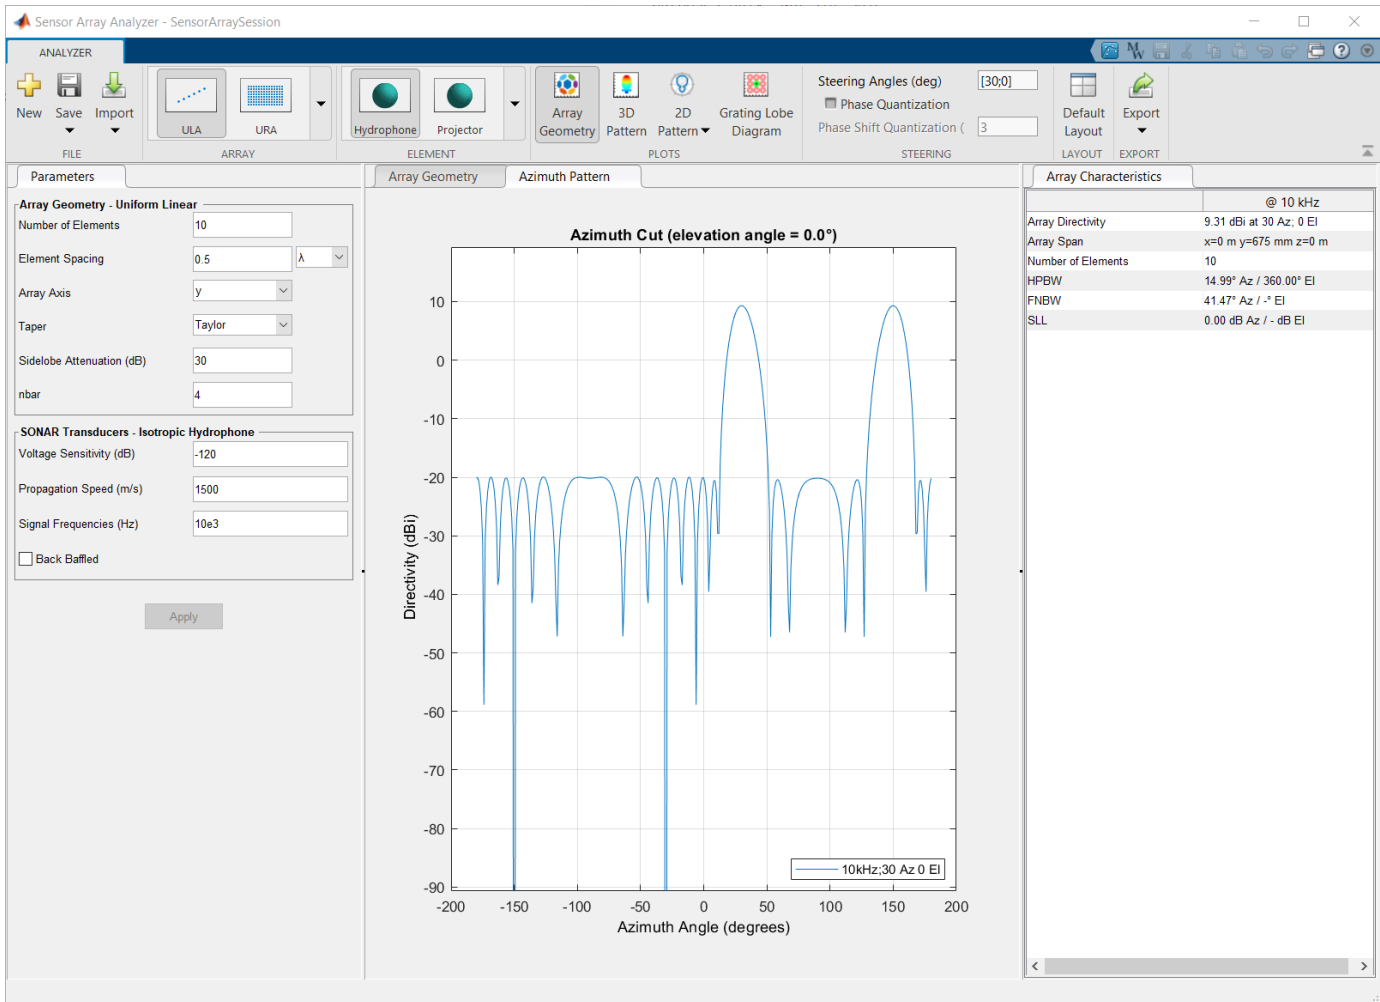 Sensor Array Analyzer - SensorArraySession
ANALYZER
New
Save
Import
FILE
ULA
URA
ARRAY
Hydrophone
Projector
ELEMENT
Array Geometry
3D Pattern
2D Pattern
Grating Lobe Diagram
PLOTS
Steering Angles (deg)
[30;0]
Phase Quantization
Phase Shift Quantization (
3
STEERING
Default Layout
LAYOUT
Export
EXPORT
Parameters
Array Geometry - Uniform Linear
Number of Elements
10
Element Spacing
0.5
λ
Array Axis
y
Taper
Taylor
Sidelobe Attenuation (dB)
30
nbar
4
SONAR Transducers - Isotropic Hydrophone
Voltage Sensitivity (dB)
-120
Propagation Speed (m/s)
1500
Signal Frequencies (Hz)
10e3
Back Baffled
Apply
Array Geometry
Azimuth Pattern
Azimuth Cut (elevation angle = 0.0°)
Directivity (dBi)
10
0
-10
-20
-30
-40
-50
-60
-70
-80
-90
-200 -150 -100 -50 0 50 100 150 200
Azimuth Angle (degrees)
10kHz;30 Az 0 El
Array Characteristics
@ 10 kHz
Array Directivity 9.31 dBi at 30 Az; 0 El
Array Span x=0 m y=675 mm z=0 m
Number of Elements 10
HPBW 14.99° Az / 360.00° El
FNBW 41.47° Az / -° El
SLL 0.00 dB Az / - dB El